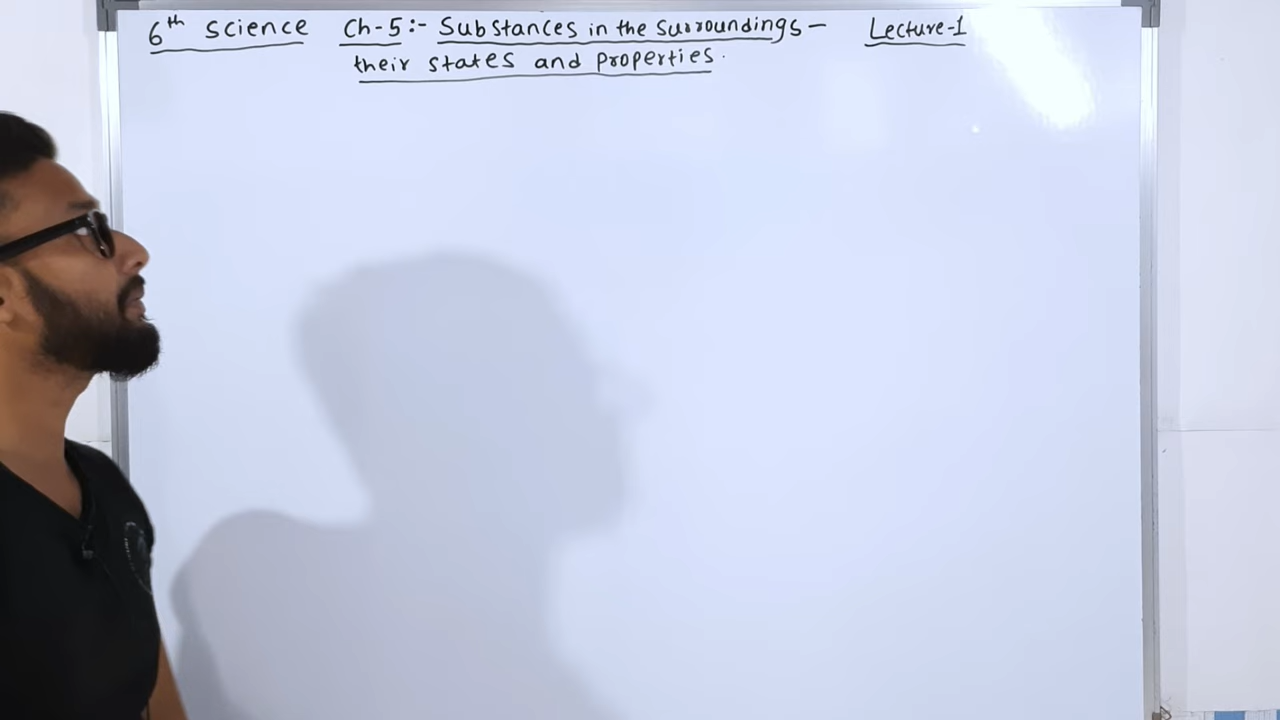 6th science Ch-5:- Substances in the surroundings - Lecture-1
their states and properties.